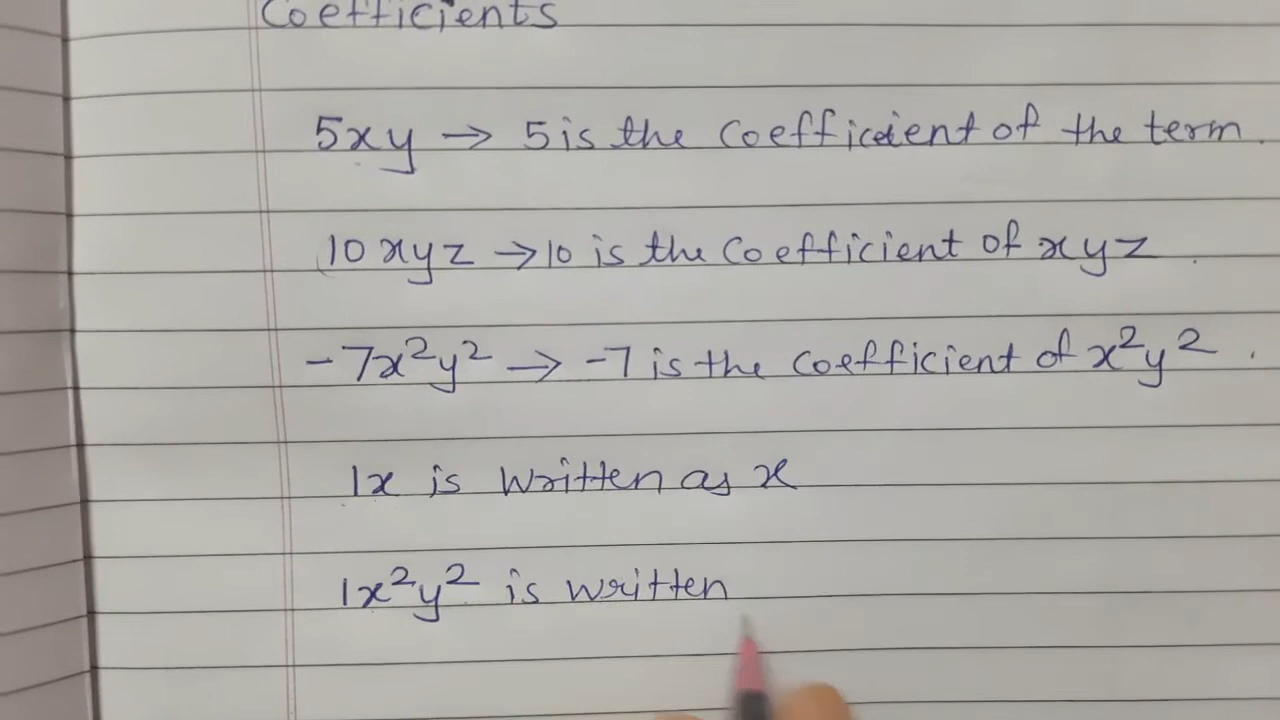 Coefficients
5xy → 5 is the coefficient of the term.
10xyz → 10 is the coefficient of xyz.
-7x²y² → -7 is the coefficient of x²y².
1x is written as x
1x²y² is written